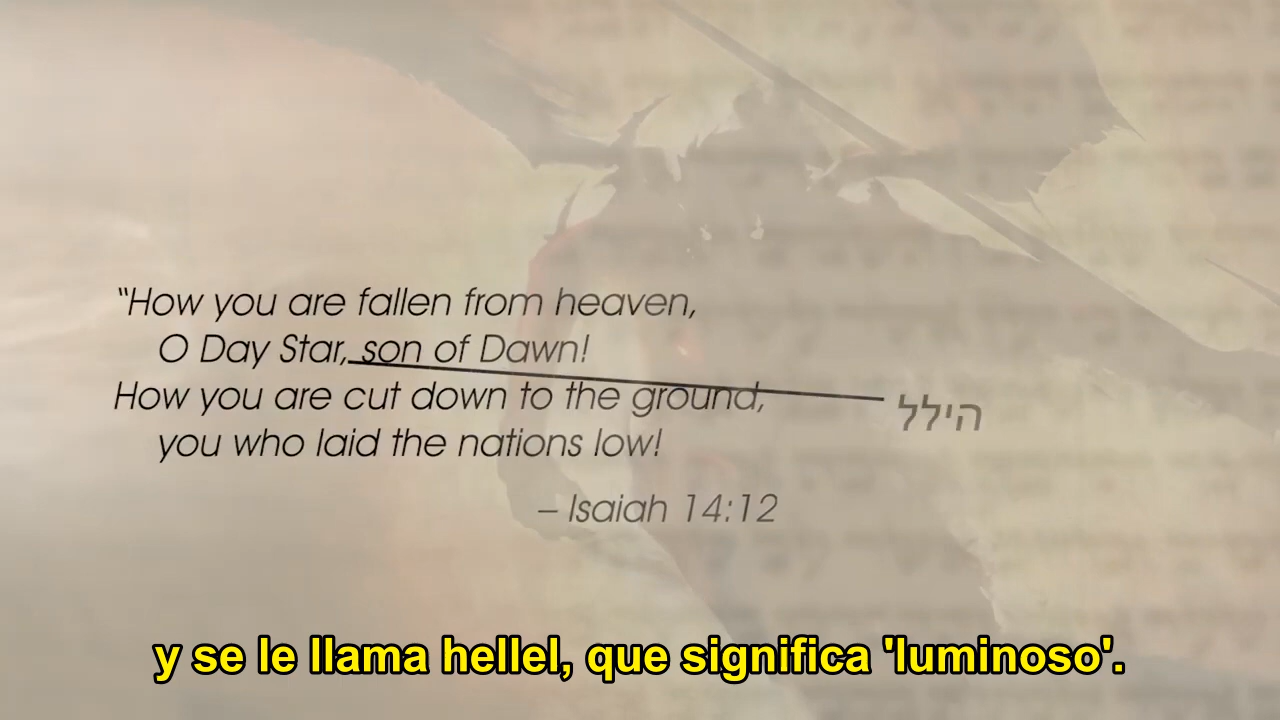 “How you are fallen from heaven,
O Day Star, son of Dawn!
How you are cut down to the ground,
you who laid the nations low!
הילל
– Isaiah 14:12
y se le llama hellel, que significa 'luminoso'.